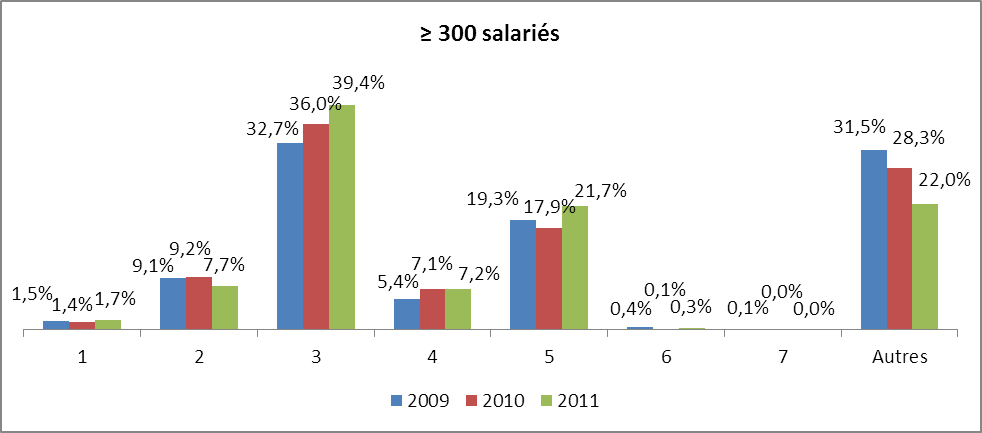 ≥ 300 salariés
1,5% 1,4% 1,7%
9,1% 9,2% 7,7%
32,7% 36,0% 39,4%
5,4% 7,1% 7,2%
19,3% 17,9% 21,7%
0,4% 0,1% 0,3%
0,1% 0,0% 0,0%
31,5% 28,3% 22,0%
1 2 3 4 5 6 7 Autres
2009 2010 2011